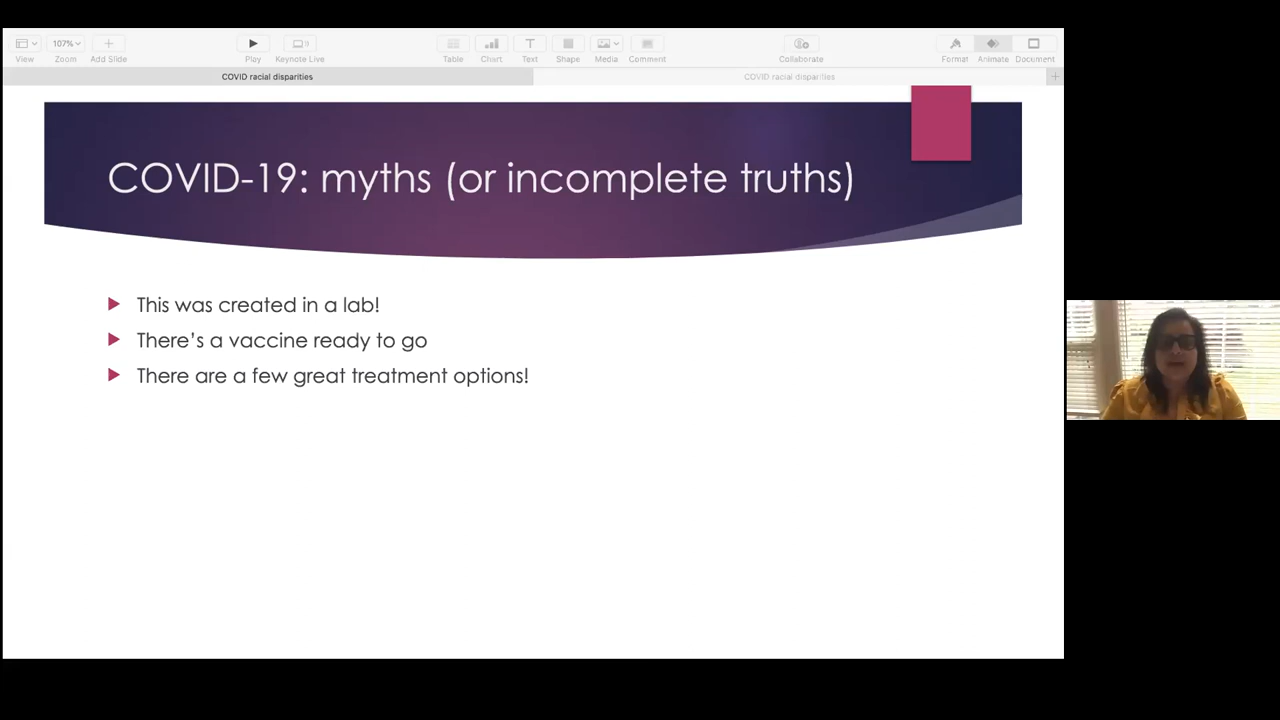 View
107%
Zoom
Add Slide
Play
Keynote Live
Table
Chart
Text
Shape
Media
Comment
Collaborate
Format
Animate
Document
COVID racial disparities
COVID racial disparities
COVID-19: myths (or incomplete truths)
This was created in a lab!
There's a vaccine ready to go
There are a few great treatment options!